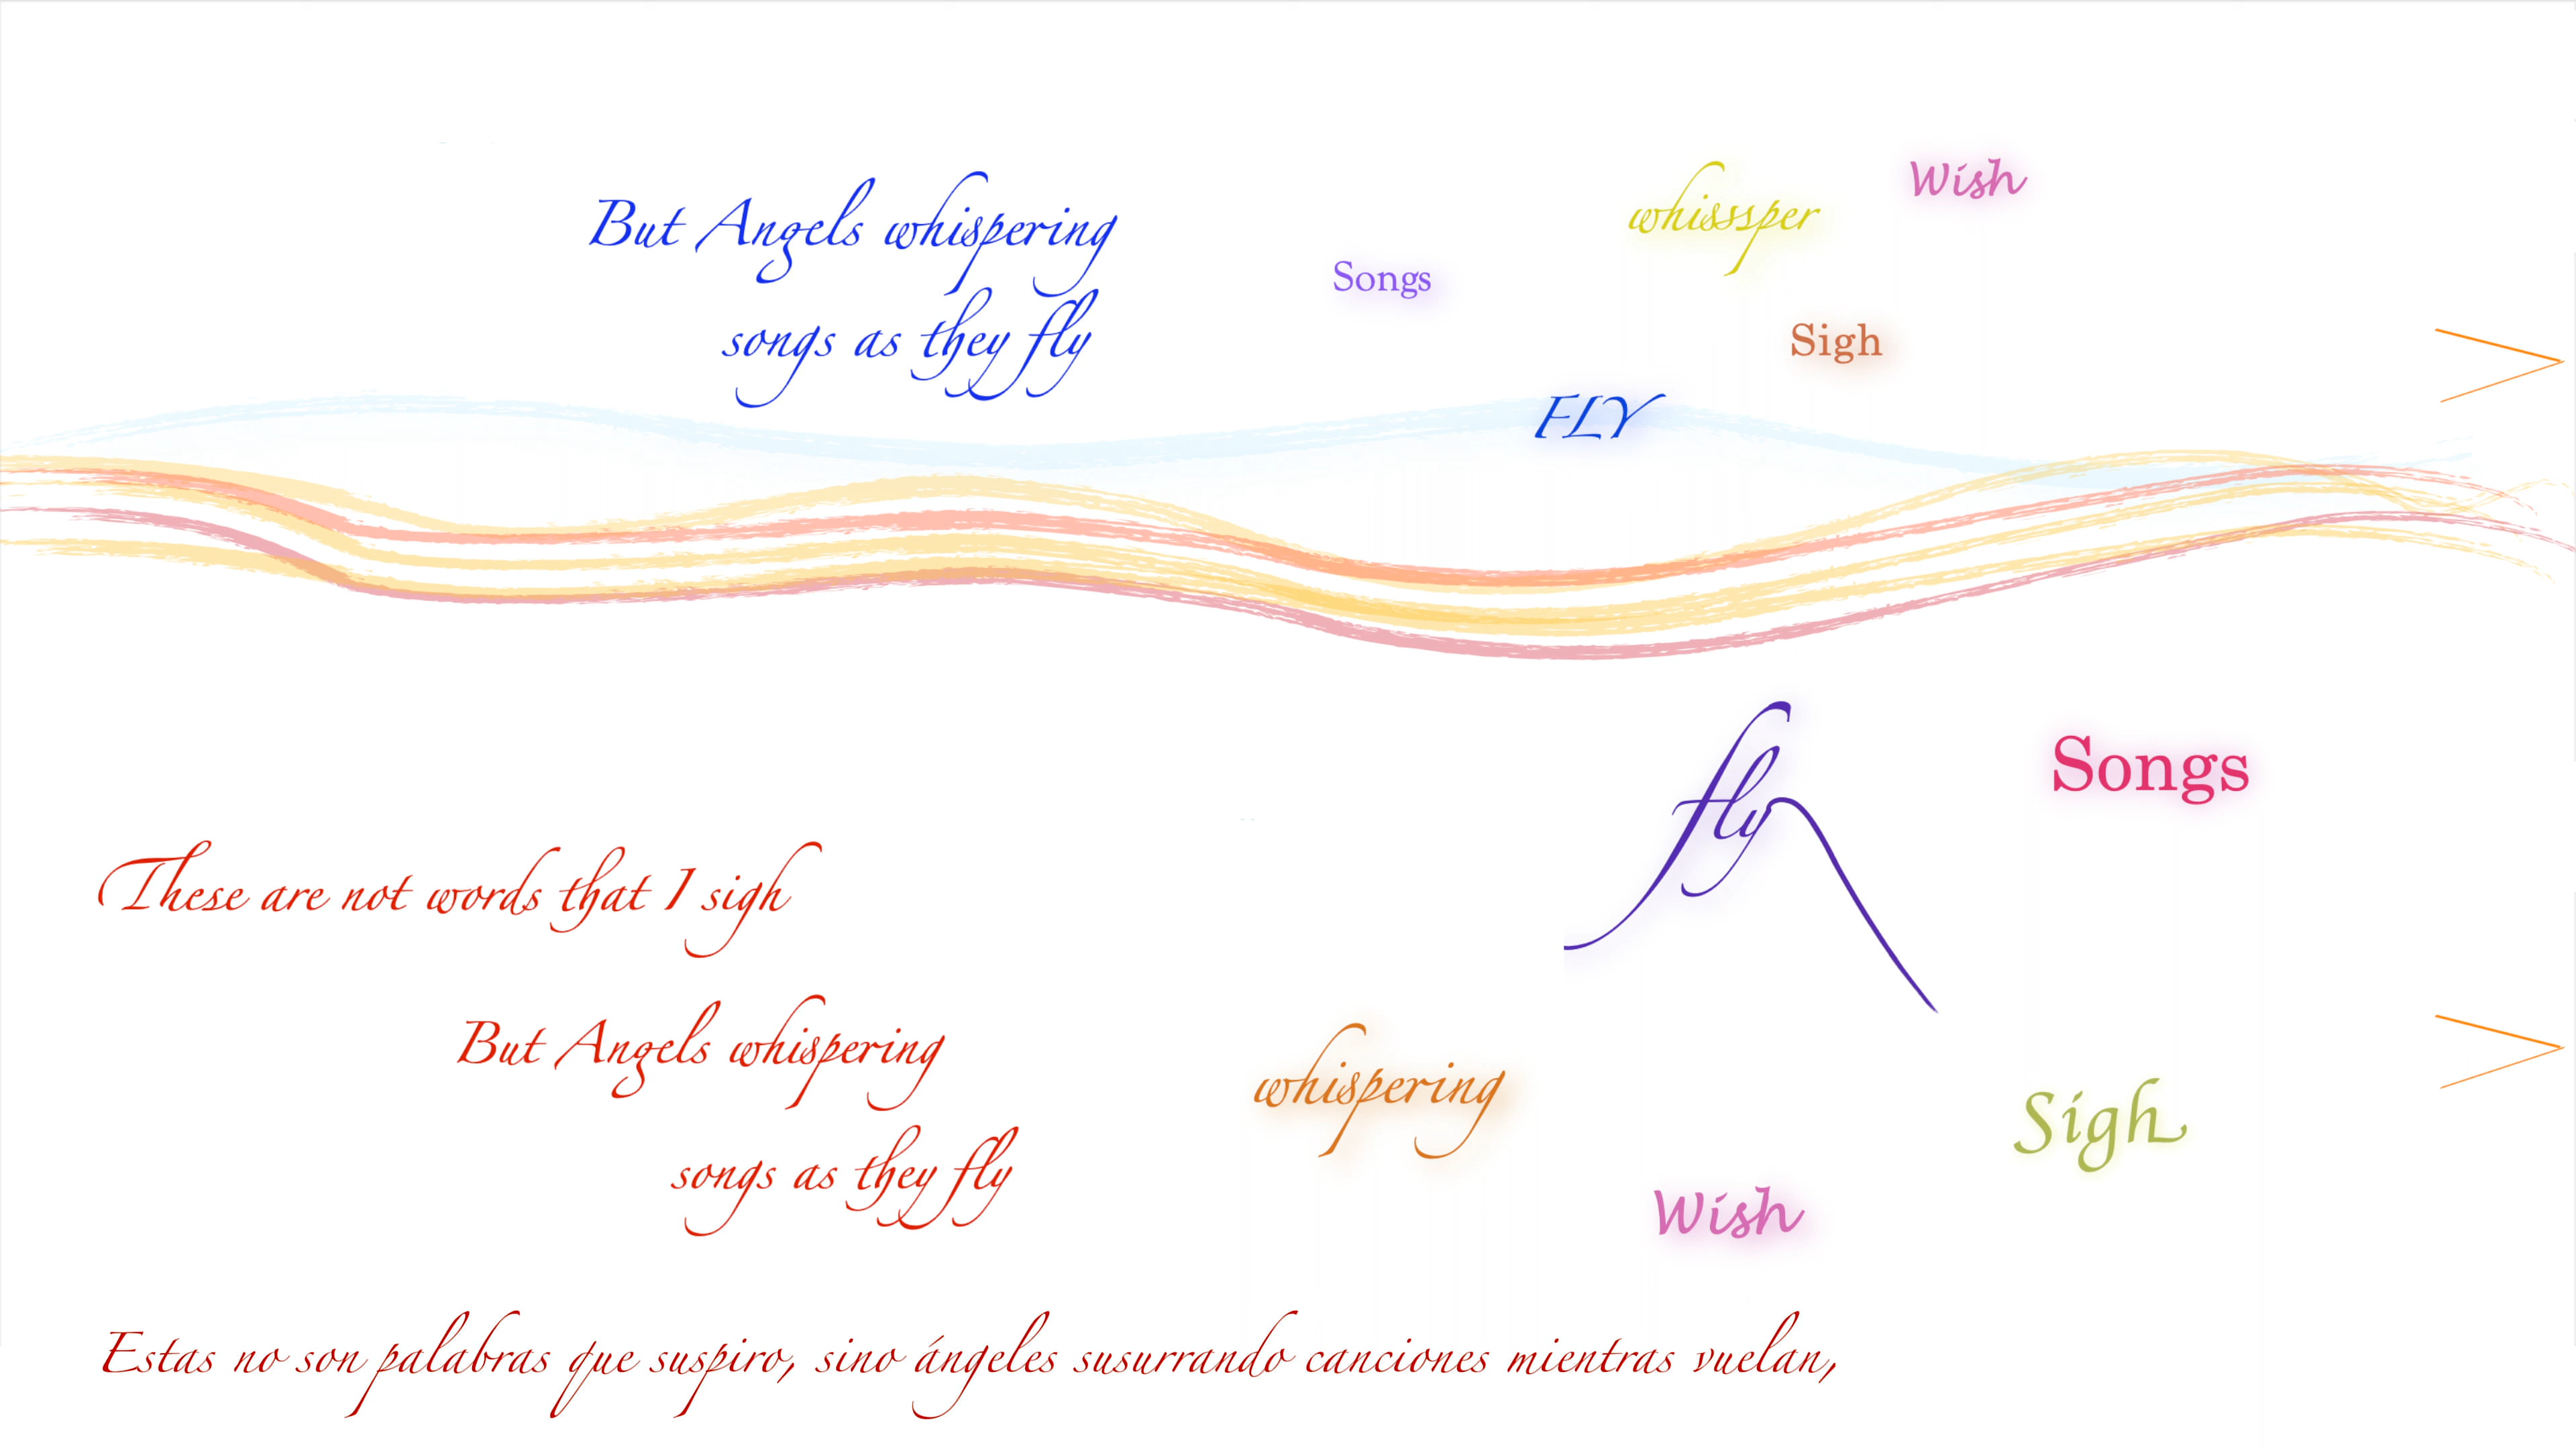 But Angels whispering
songs as they fly
Songs
whisssper
Wish
Sigh
FLY
>
fly
Songs
These are not words that I sigh
But Angels whispering
songs as they fly
whispering
Wish
Sigh
>
Estas no son palabras que suspiro, sino ángeles susurrando canciones mientras vuelan,